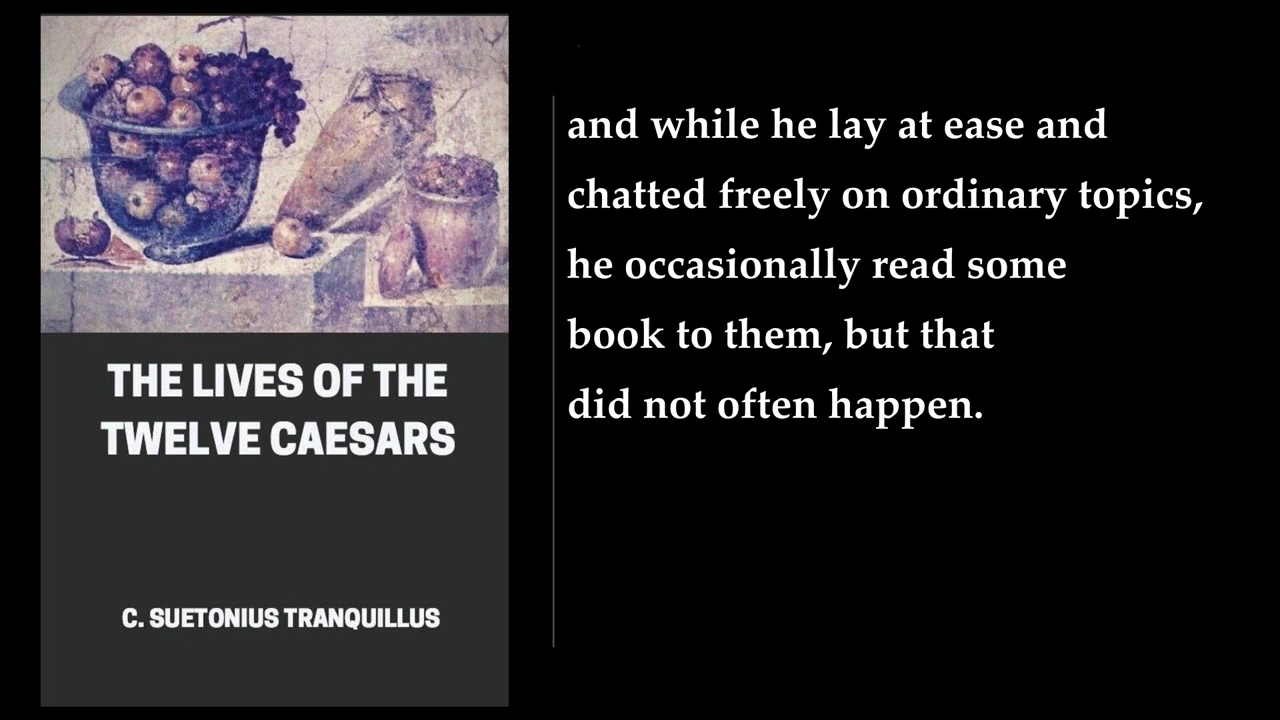 THE LIVES OF THE
TWELVE CAESARS
C. SUETONIUS TRANQUILLUS
and while he lay at ease and
chatted freely on ordinary topics,
he occasionally read some
book to them, but that
did not often happen.